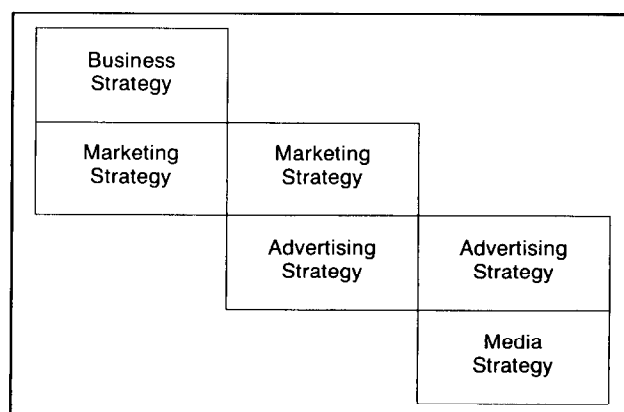 Business
Strategy
Marketing
Strategy
Marketing
Strategy
Advertising
Strategy
Advertising
Strategy
Media
Strategy